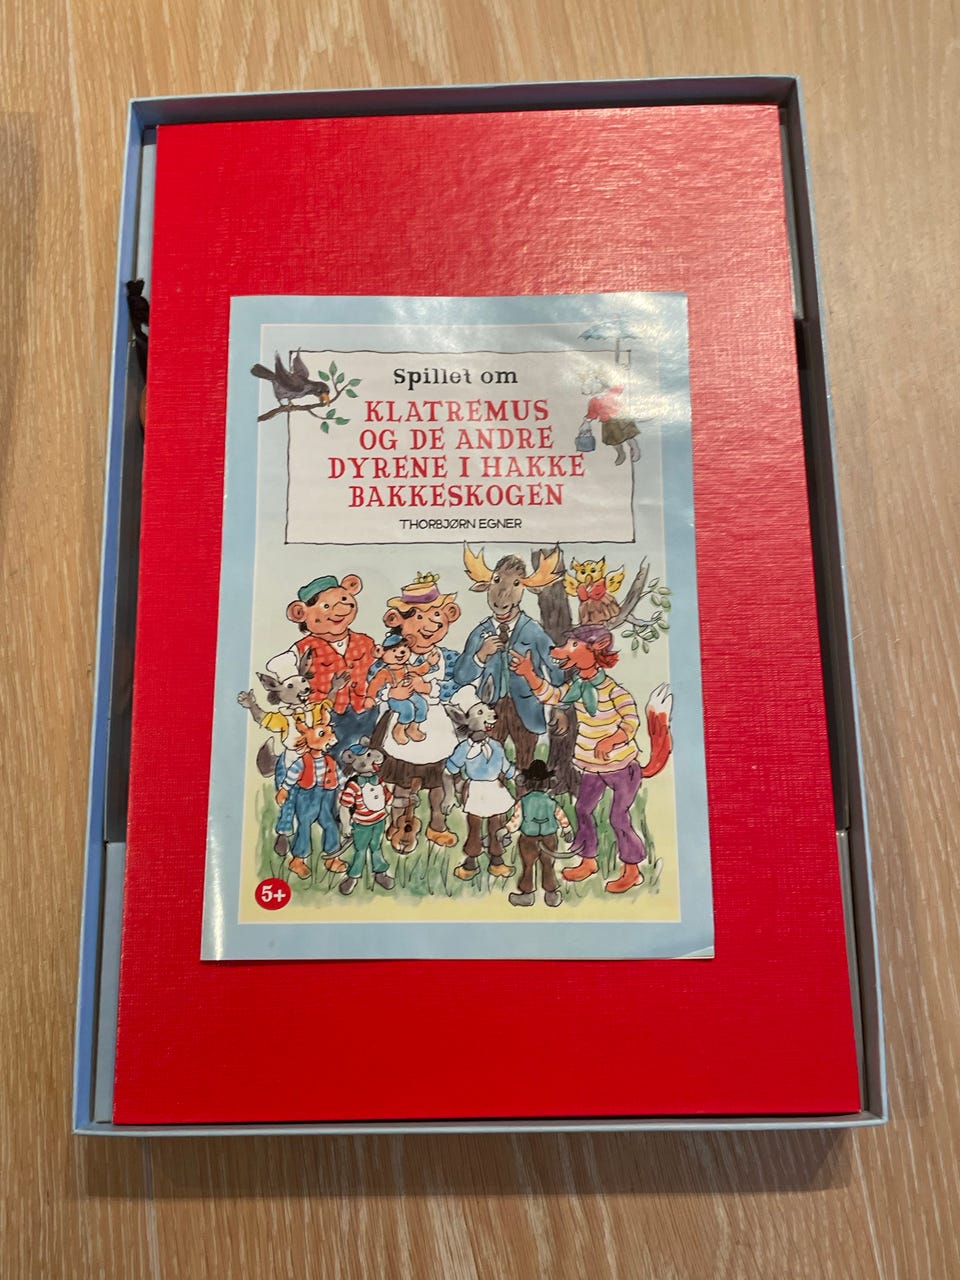 Spillet om
KLATREMUS
OG DE ANDRE
DYRENE I HAKKE
BAKKESKOGEN
THORBJØRN EGNER
5+